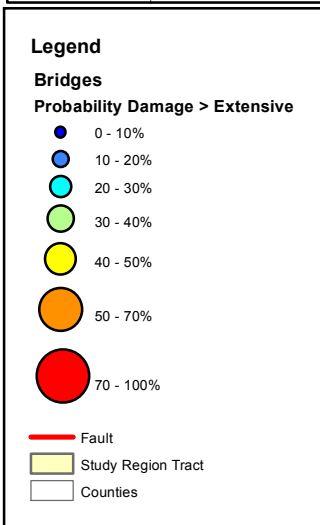 Legend
Bridges
Probability Damage > Extensive
0 - 10%
10 - 20%
20 - 30%
30 - 40%
40 - 50%
50 - 70%
70 - 100%
Fault
Study Region Tract
Counties